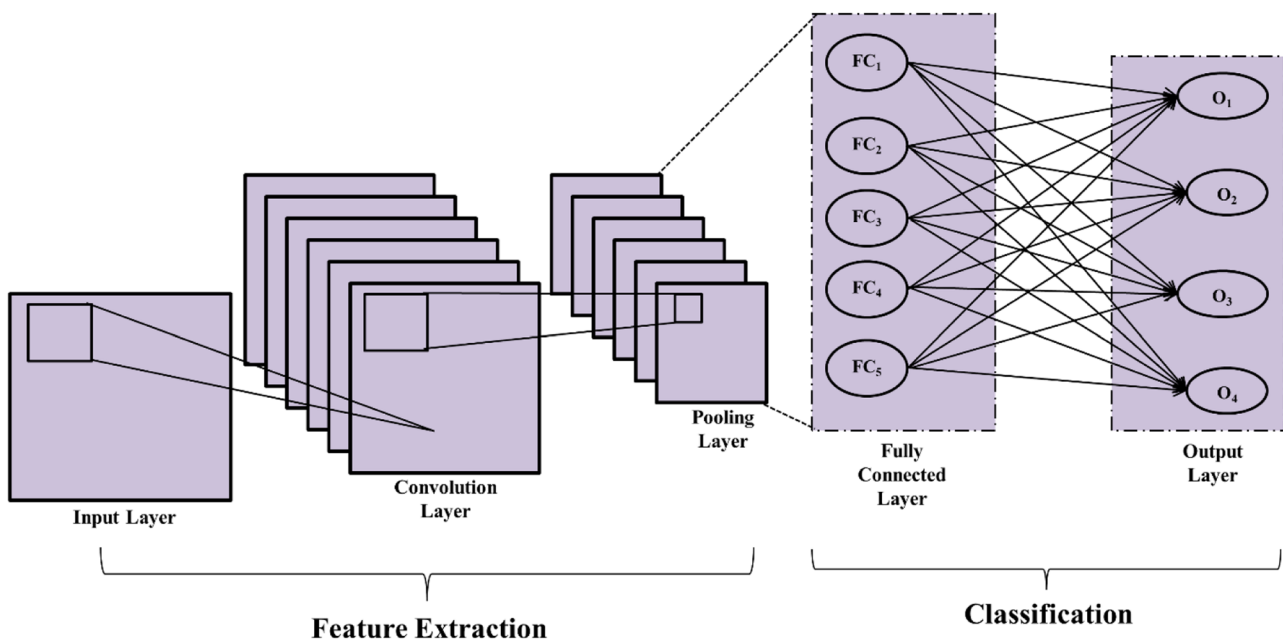 FC₁
FC₂
FC₃
FC₄
FC₅
O₁
O₂
O₃
O₄
Input Layer
Convolution
Layer
Pooling
Layer
Fully
Connected
Layer
Output
Layer
Feature Extraction
Classification